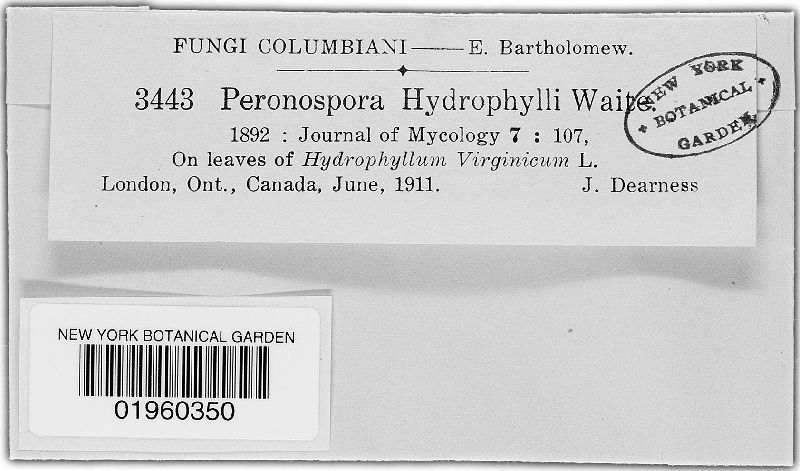 FUNGI COLUMBIANI — E. Bartholomew.
3443 Peronospora Hydrophylli Waite.
1892 : Journal of Mycology 7 : 107,
On leaves of Hydrophyllum Virginicum L.
London, Ont., Canada, June, 1911. J. Dearness
NEW YORK
* BOTANICAL *
GARDEN
NEW YORK BOTANICAL GARDEN
01960350